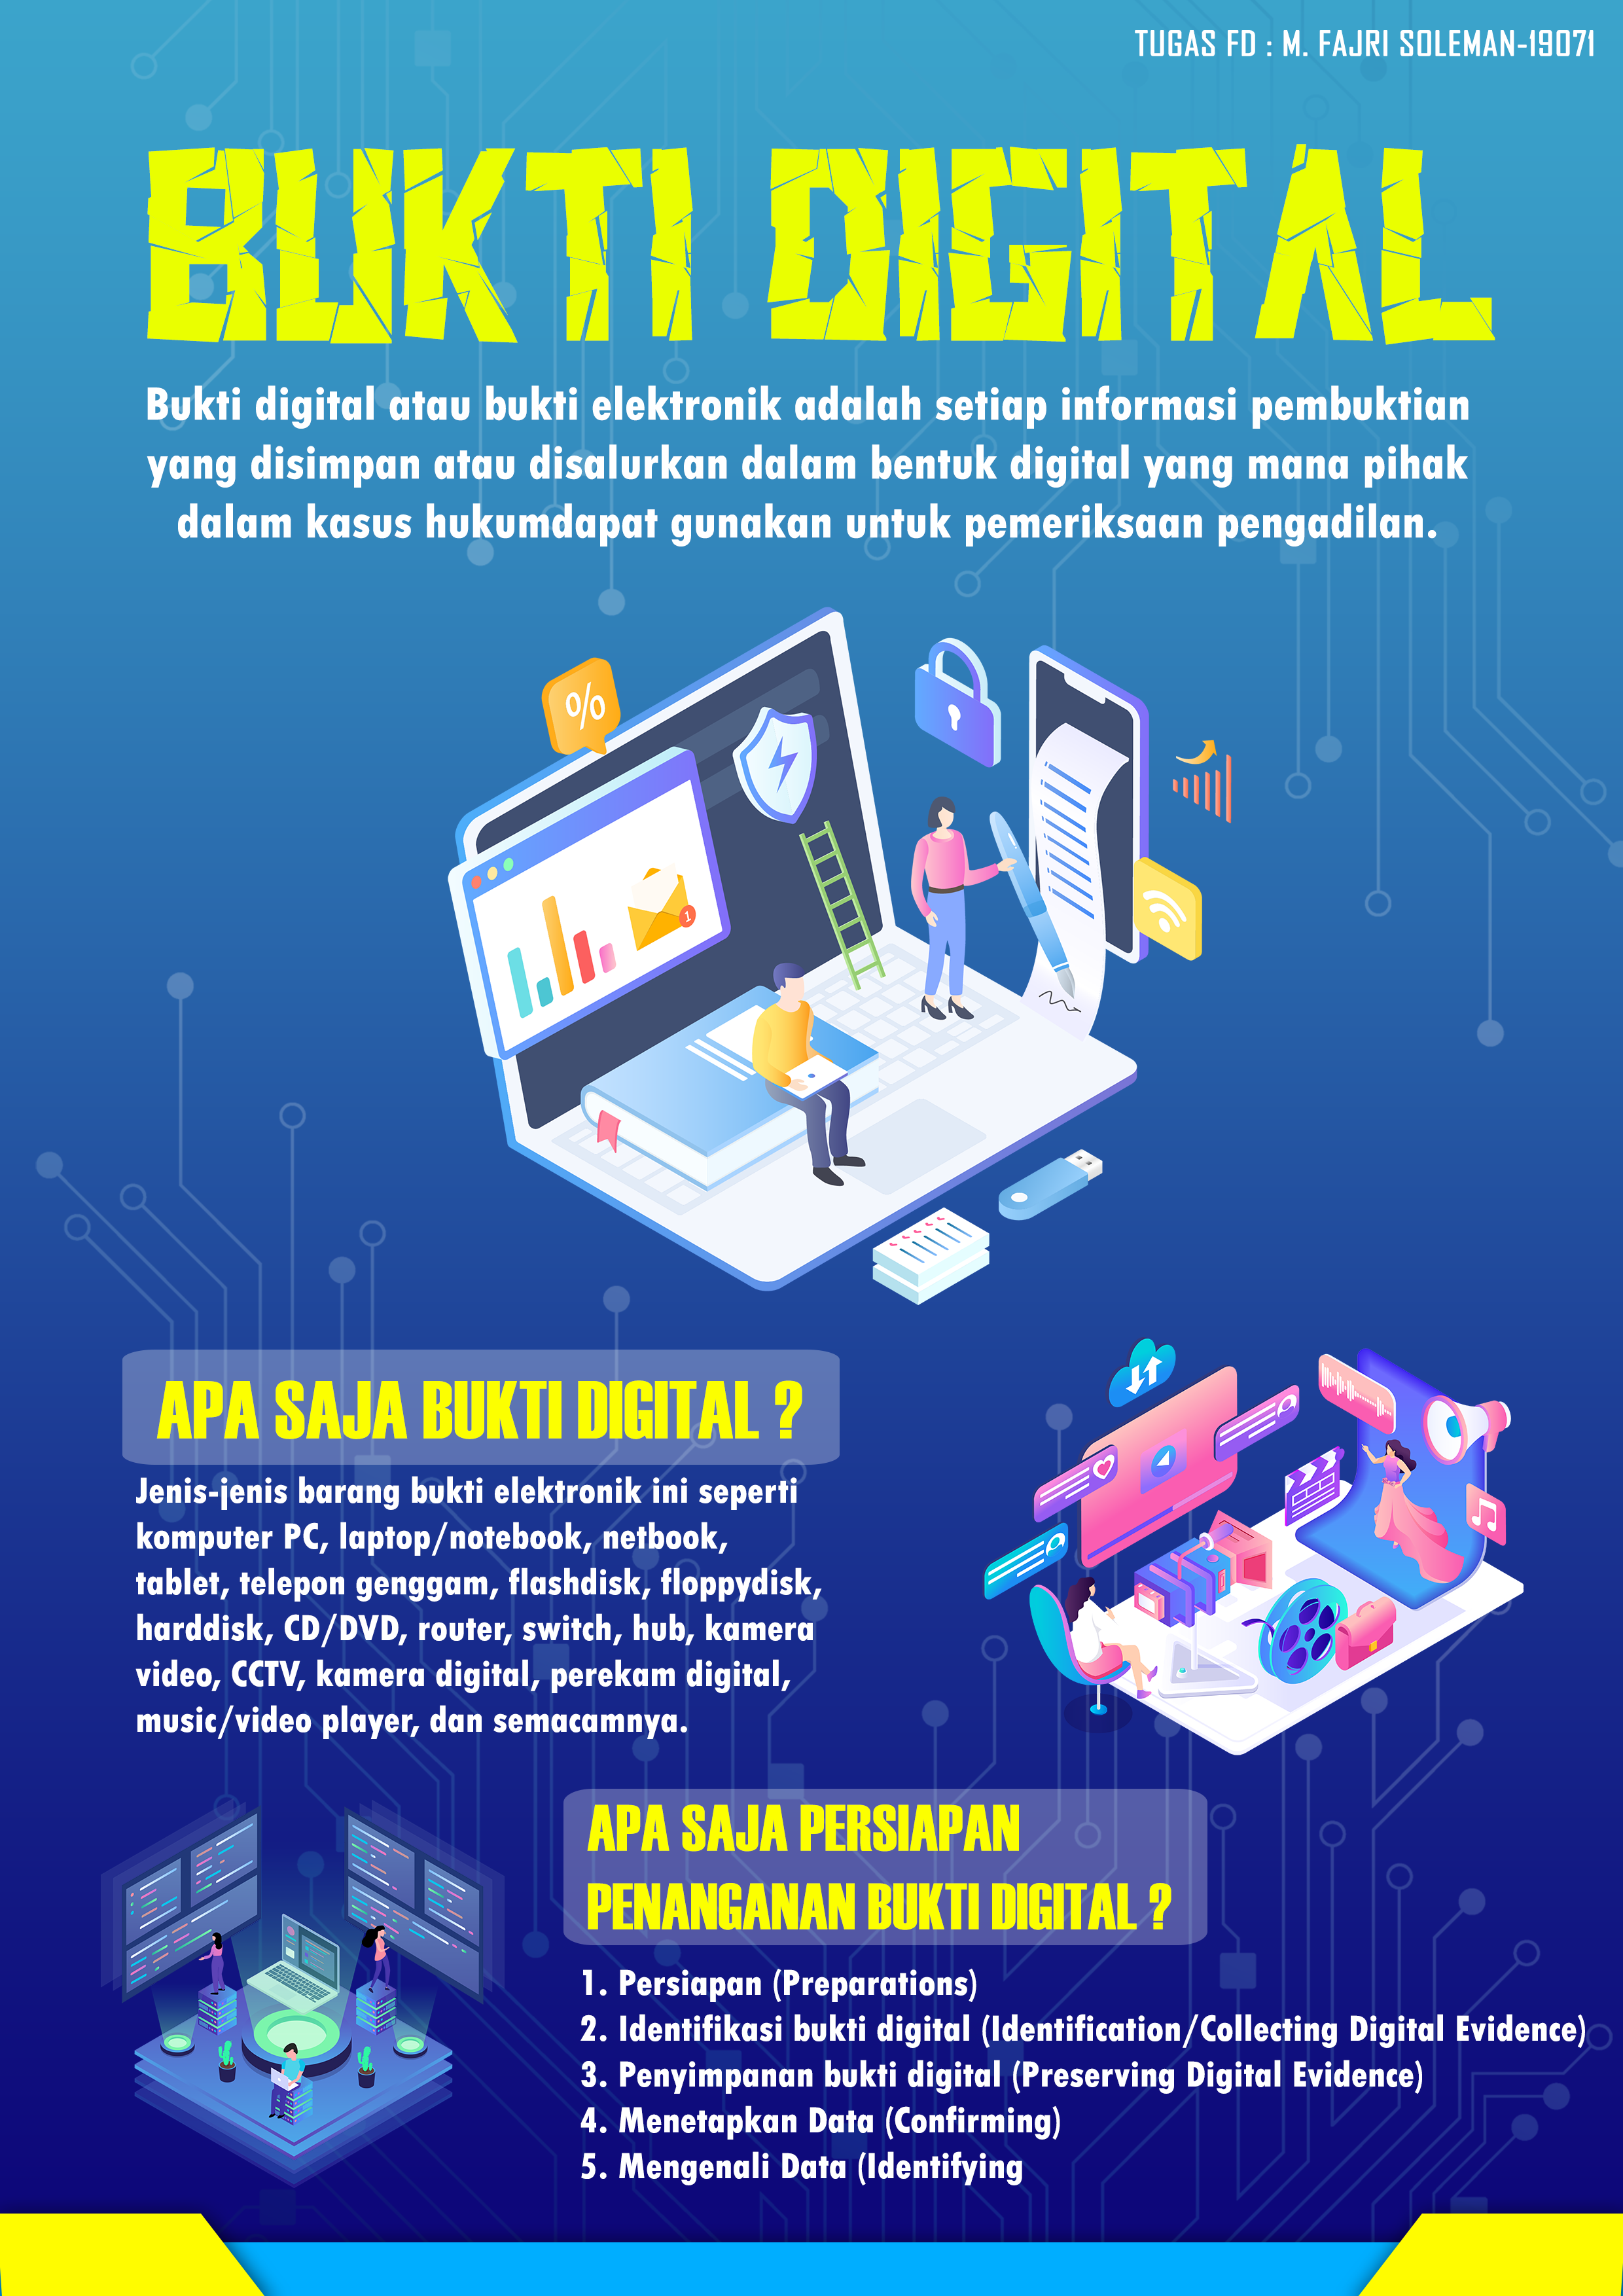 TUGAS FD : M. FAJRI SOLEMAN-19071
BUKTI DIGITAL
Bukti digital atau bukti elektronik adalah setiap informasi pembuktian
yang disimpan atau disalurkan dalam bentuk digital yang mana pihak
dalam kasus hukumdapat gunakan untuk pemeriksaan pengadilan.
%
1
APA SAJA BUKTI DIGITAL ?
Jenis-jenis barang bukti elektronik ini seperti
komputer PC, laptop/notebook, netbook,
tablet, telepon genggam, flashdisk, floppydisk,
harddisk, CD/DVD, router, switch, hub, kamera
video, CCTV, kamera digital, perekam digital,
music/video player, dan semacamnya.
APA SAJA PERSIAPAN
PENANGANAN BUKTI DIGITAL ?
1. Persiapan (Preparations)
2. Identifikasi bukti digital (Identification/Collecting Digital Evidence)
3. Penyimpanan bukti digital (Preserving Digital Evidence)
4. Menetapkan Data (Confirming)
5. Mengenali Data (Identifying